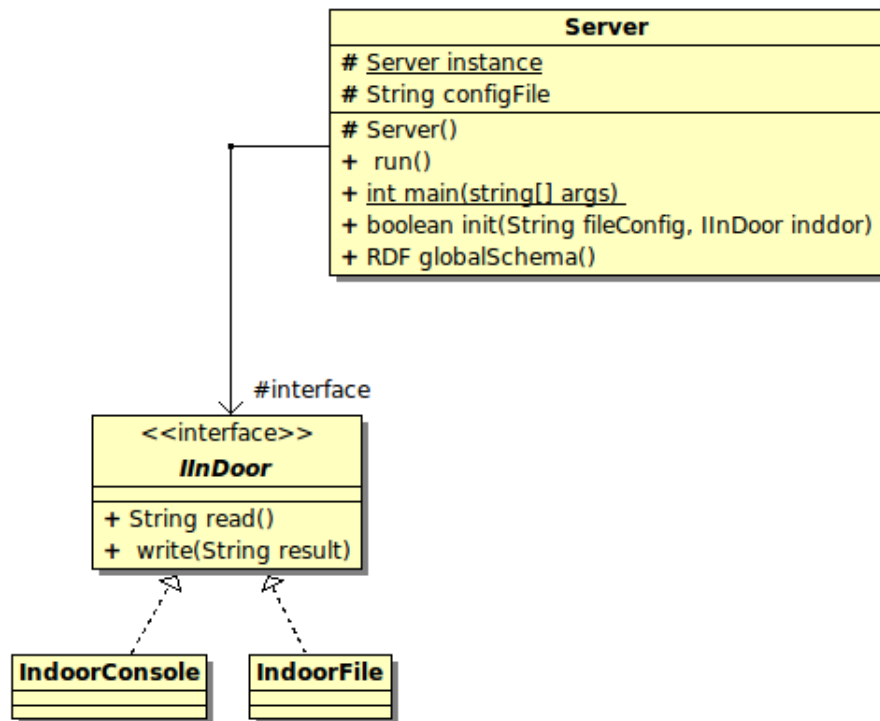 Server
# Server instance
# String configFile
# Server()
+ run()
+ int main(string[] args)
+ boolean init(String fileConfig, IInDoor inddor)
+ RDF globalSchema()
#interface
<<interface>>
IInDoor
+ String read()
+ write(String result)
IndoorConsole
IndoorFile